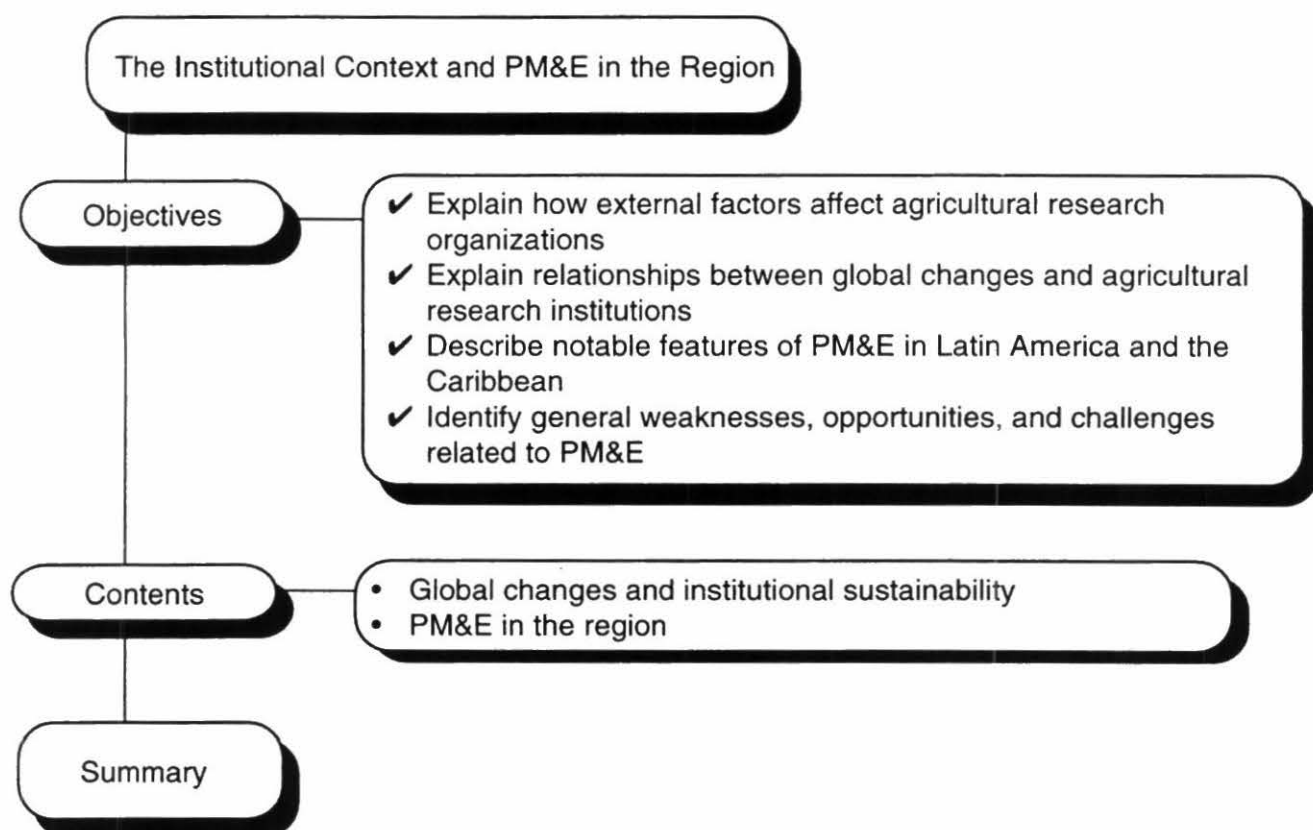 The Institutional Context and PM&E in the Region
Objectives
✔ Explain how external factors affect agricultural research
organizations
✔ Explain relationships between global changes and agricultural
research institutions
✔ Describe notable features of PM&E in Latin America and the
Caribbean
✔ Identify general weaknesses, opportunities, and challenges
related to PM&E
Contents
• Global changes and institutional sustainability
• PM&E in the region
Summary